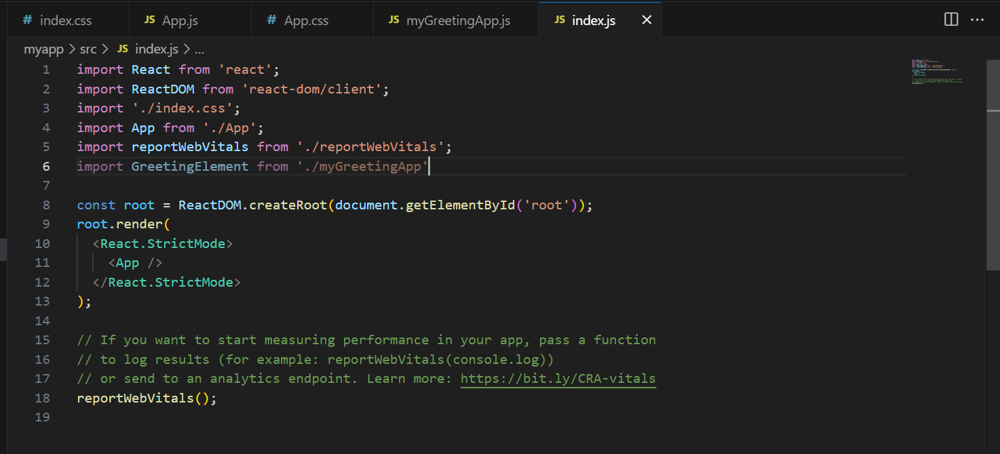 # index.css JS App.js # App.css JS myGreetingApp.js JS index.js
myapp > src > JS index.js > ...
1 import React from 'react';
2 import ReactDOM from 'react-dom/client';
3 import './index.css';
4 import App from './App';
5 import reportWebVitals from './reportWebVitals';
6 import GreetingElement from './myGreetingApp'
7
8 const root = ReactDOM.createRoot(document.getElementById('root'));
9 root.render(
10   <React.StrictMode>
11     <App />
12   </React.StrictMode>
13 );
14
15 // If you want to start measuring performance in your app, pass a function
16 // to log results (for example: reportWebVitals(console.log))
17 // or send to an analytics endpoint. Learn more: https://bit.ly/CRA-vitals
18 reportWebVitals();
19